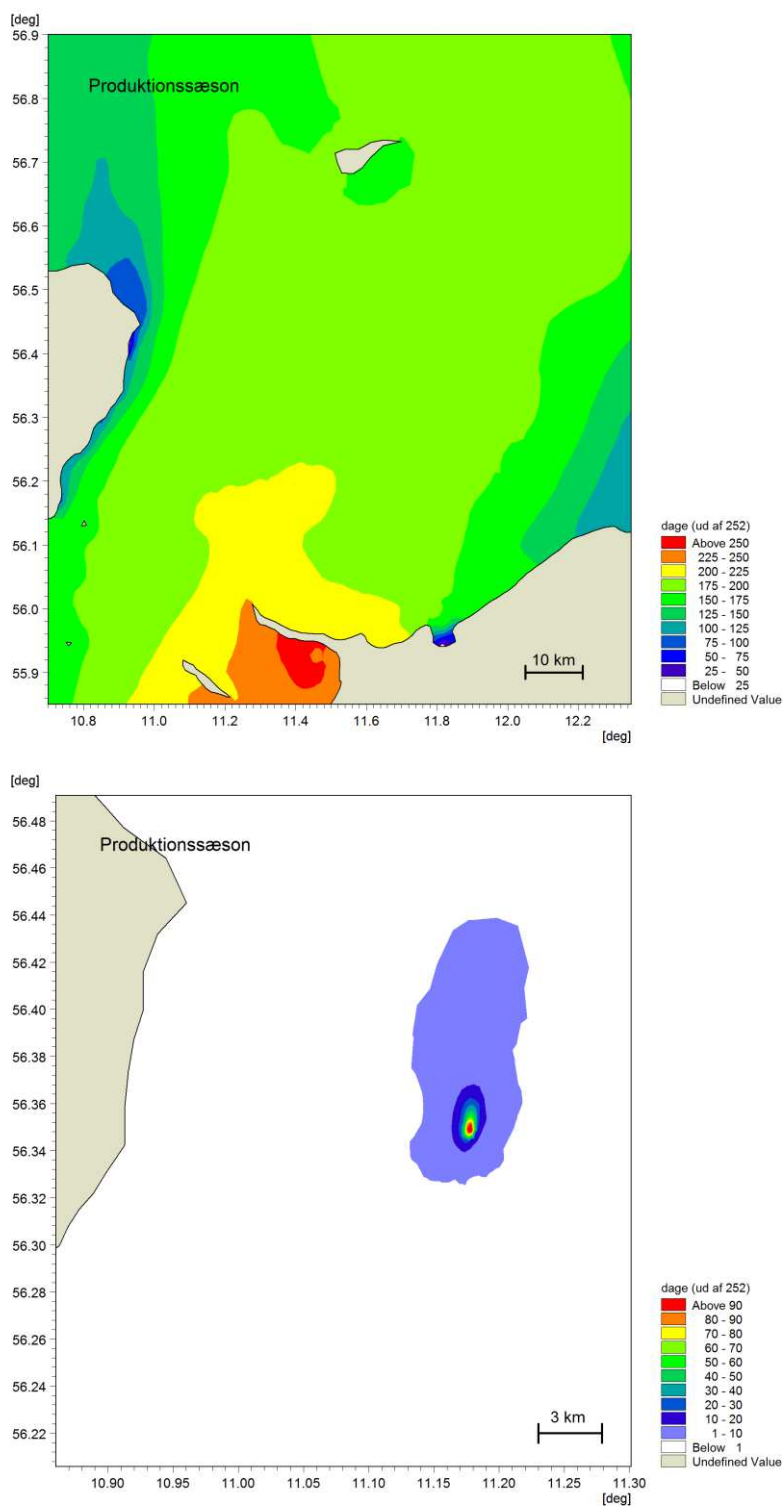 [deg]
56.9
Produktionssæson
56.8
56.7
56.6
56.5
56.4
56.3
56.2
56.1
56.0
55.9
10 km
10.8 11.0 11.2 11.4 11.6 11.8 12.0 12.2
[deg]
dage (ud af 252)
Above 250
225 - 250
200 - 225
175 - 200
150 - 175
125 - 150
100 - 125
75 - 100
50 - 75
25 - 50
Below 25
Undefined Value
[deg]
56.48
Produktionssæson
56.46
56.44
56.42
56.40
56.38
56.36
56.34
56.32
56.30
56.28
56.26
56.24
56.22
3 km
10.90 10.95 11.00 11.05 11.10 11.15 11.20 11.25 11.30
[deg]
dage (ud af 252)
Above 90
80 - 90
70 - 80
60 - 70
50 - 60
40 - 50
30 - 40
20 - 30
10 - 20
1 - 10
Below 1
Undefined Value